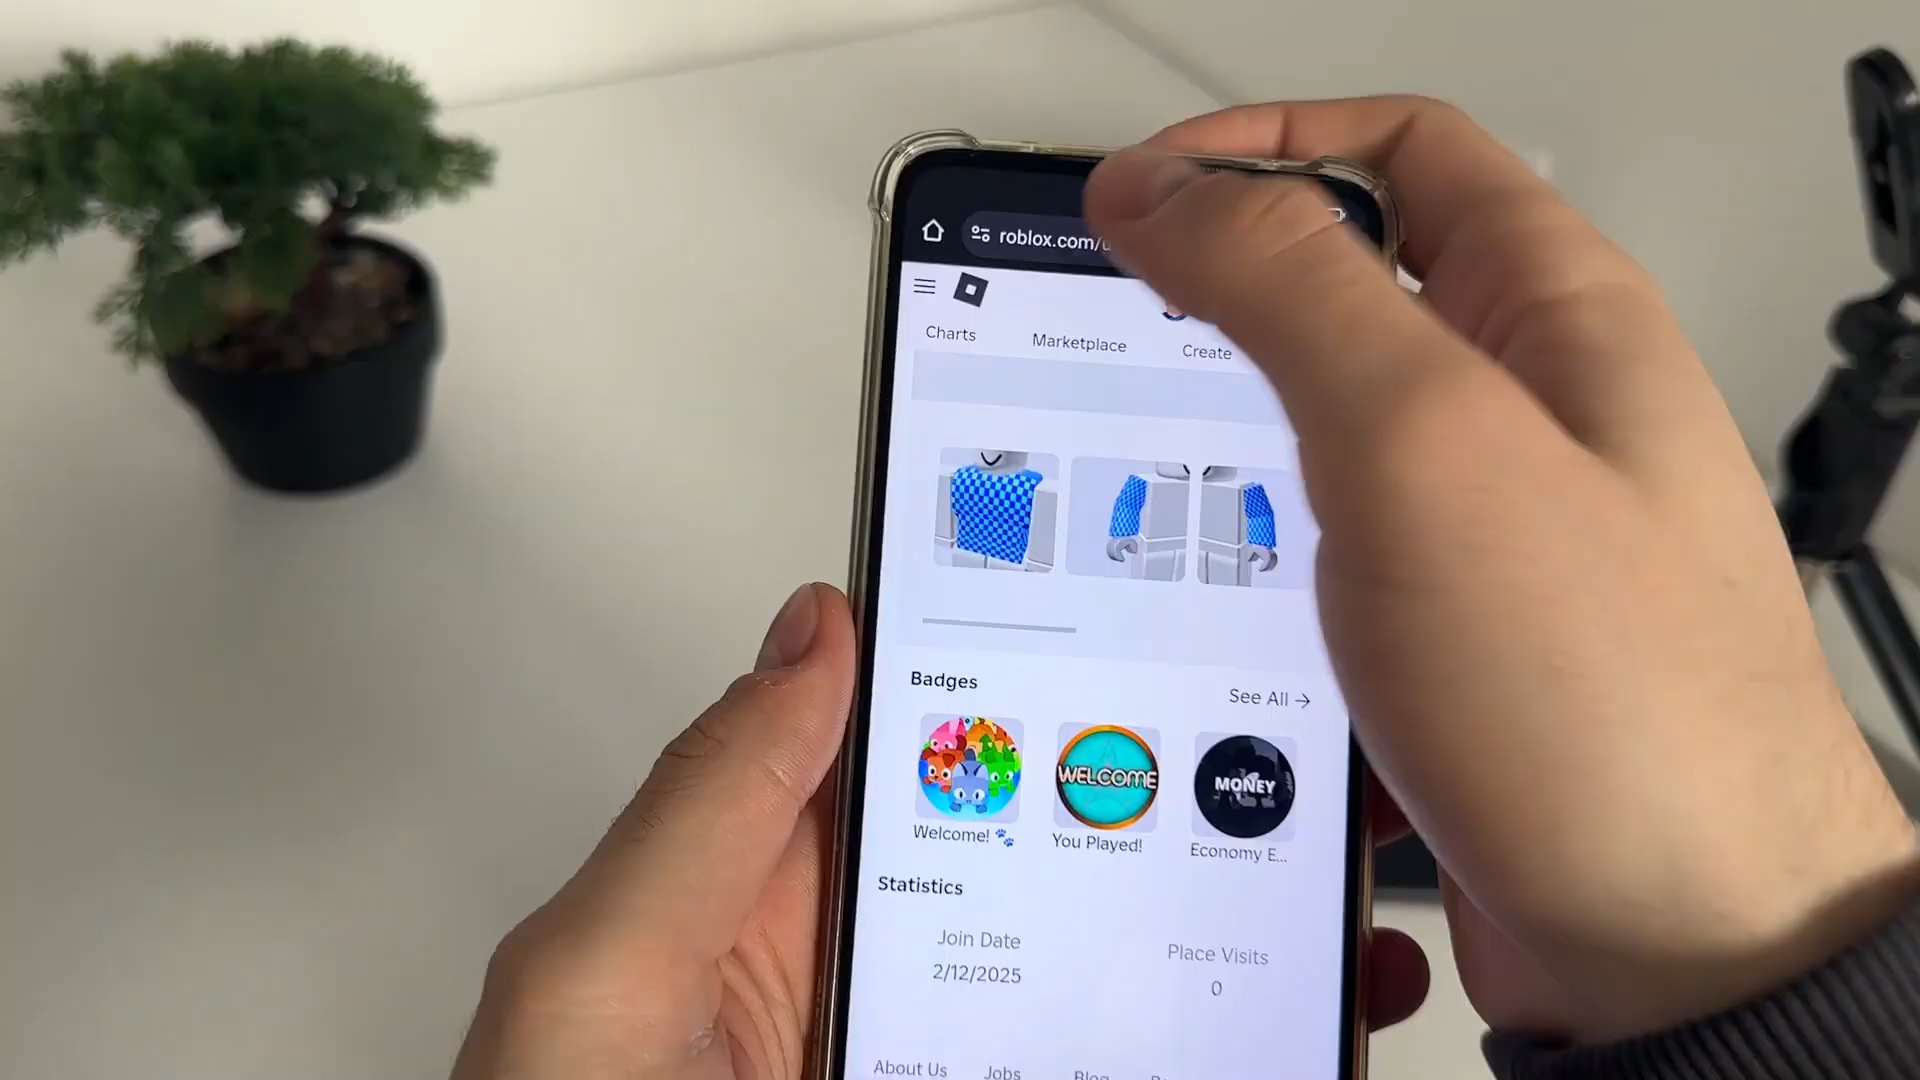 roblox.com/u
Charts Marketplace Create
Badges See All →
WELCOME MONEY
Welcome! 🐾 You Played! Economy E...
Statistics
Join Date Place Visits
2/12/2025 0
About Us Jobs Blog